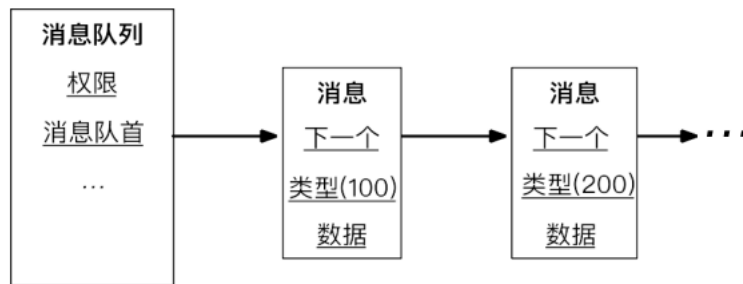 消息队列
权限
消息队首
...
消息
下一个
类型(100)
数据
消息
下一个
类型(200)
数据
...